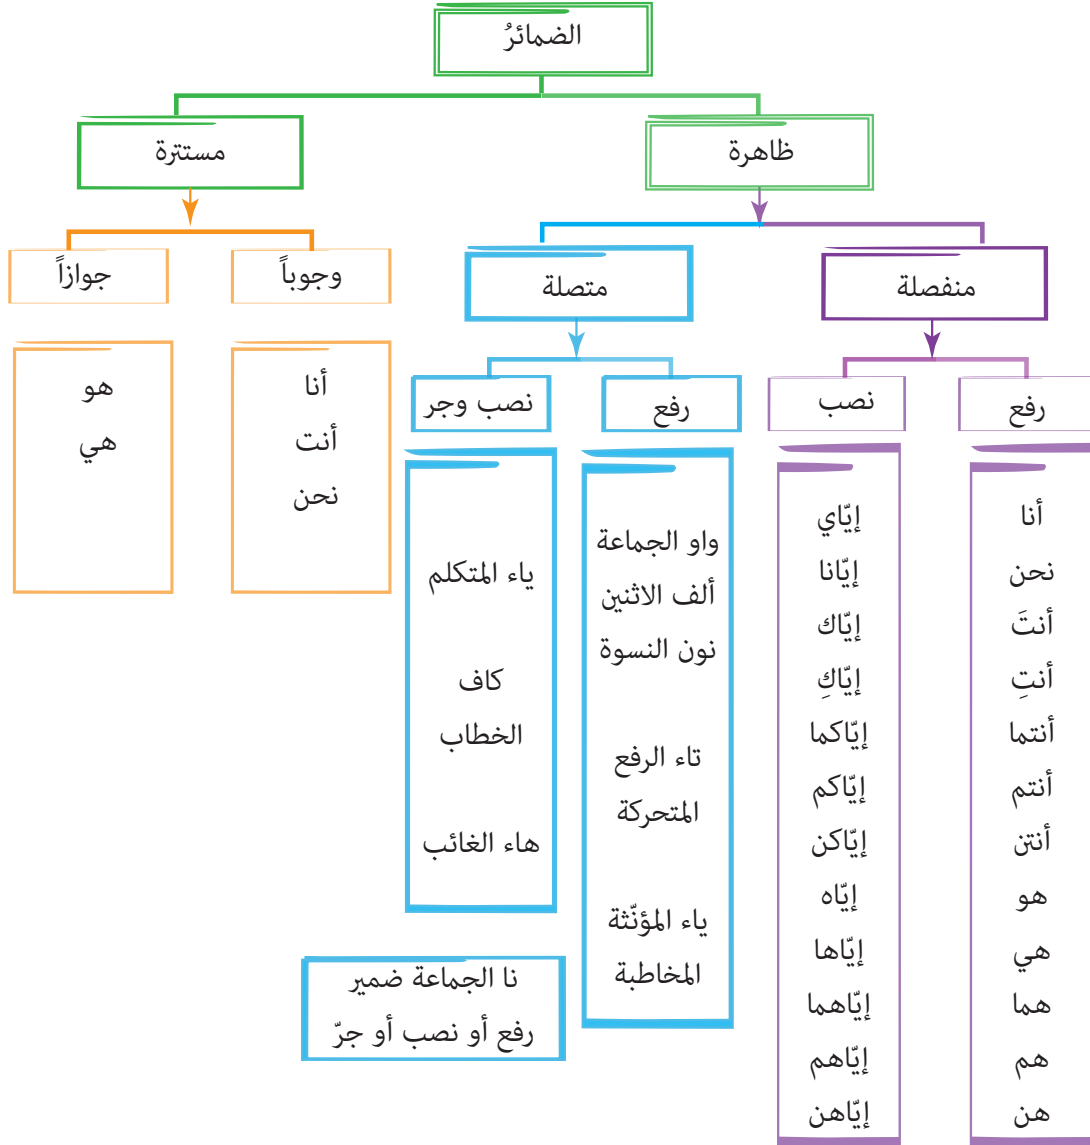 الضمائرُ
ظاهرة
مستترة
منفصلة
متصلة
وجوباً
جوازاً
رفع
نصب
رفع
نصب وجر
أنا
نحن
أنتَ
أنتِ
أنتما
أنتم
أنتن
هو
هي
هما
هم
هن
إيّاي
إيّانا
إيّاك
إيّاكِ
إيّاكما
إيّاكم
إيّاكن
إيّاه
إيّاها
إيّاهما
إيّاهم
إيّاهن
واو الجماعة
ألف الاثنين
نون النسوة
تاء الرفع
المتحركة
ياء المؤنّثة
المخاطبة
ياء المتكلم
كاف
الخطاب
هاء الغائب
نا الجماعة ضمير
رفع أو نصب أو جرّ
أنا
أنت
نحن
هو
هي